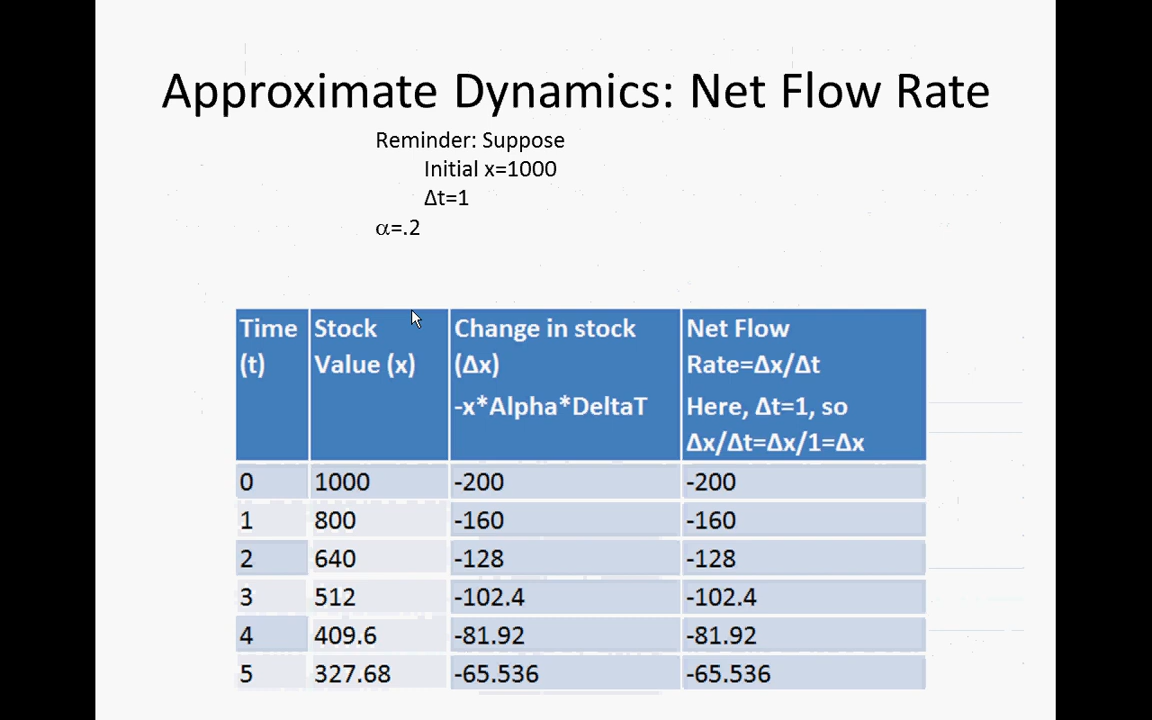 Approximate Dynamics: Net Flow Rate
Reminder: Suppose
Initial x=1000
Δt=1
α=.2
Time (t) Stock Value (x) Change in stock (Δx) -x*Alpha*DeltaT Net Flow Rate=Δx/Δt Here, Δt=1, so Δx/Δt=Δx/1=Δx
0 1000 -200 -200
1 800 -160 -160
2 640 -128 -128
3 512 -102.4 -102.4
4 409.6 -81.92 -81.92
5 327.68 -65.536 -65.536